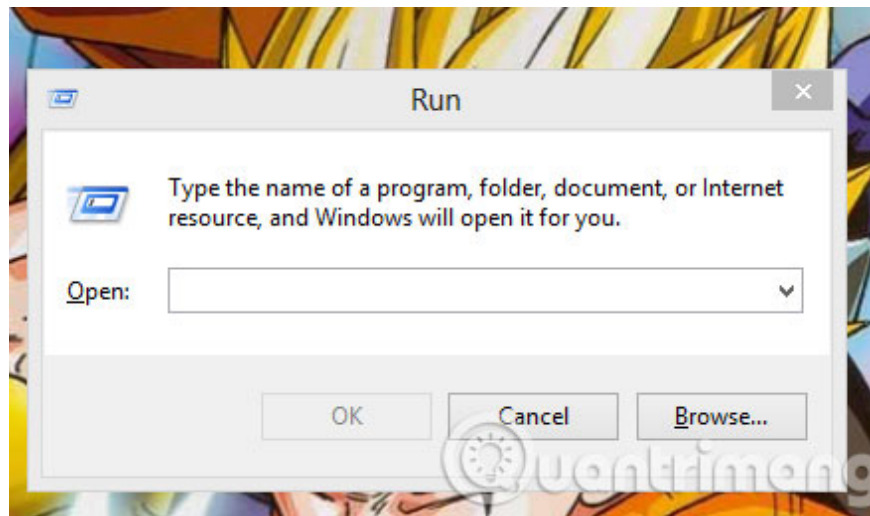 Run
Type the name of a program, folder, document, or Internet
resource, and Windows will open it for you.
Open:
OK Cancel Browse...
Quantrimang